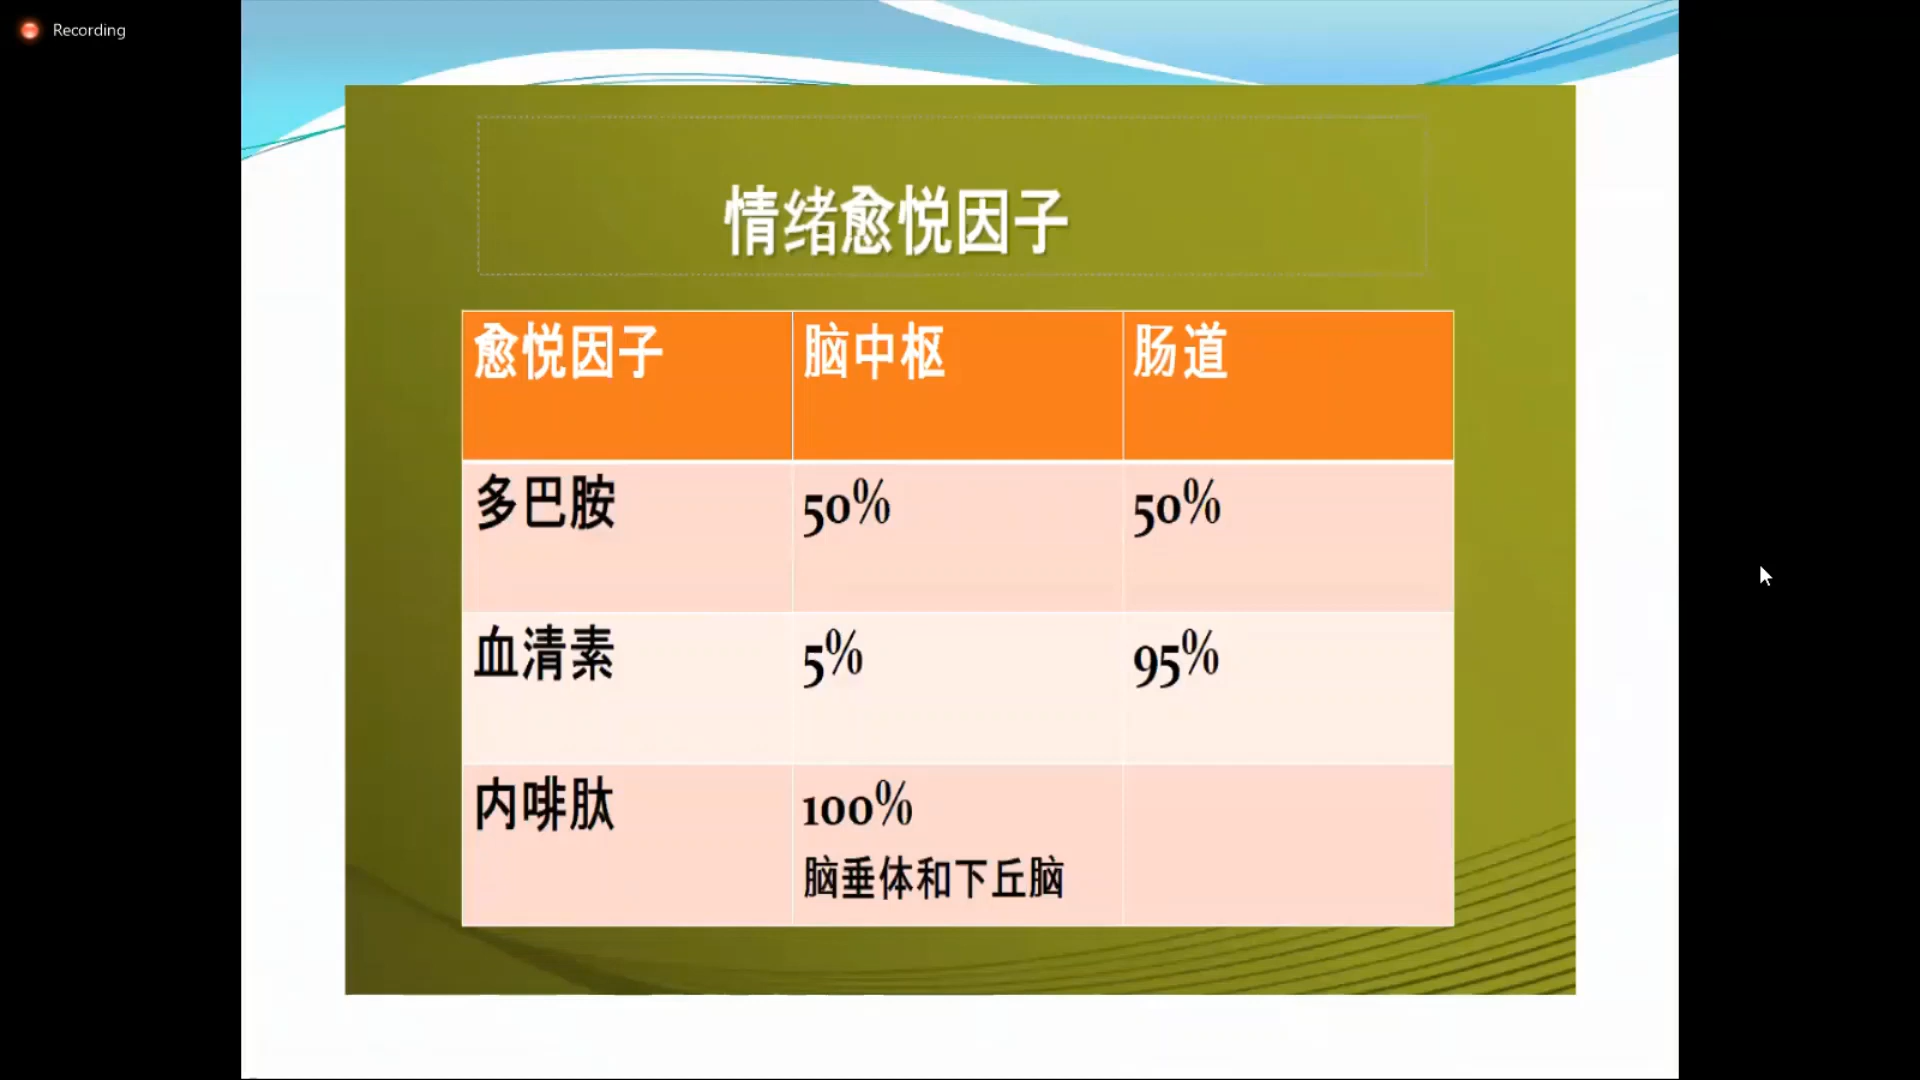 Recording
情绪愈悦因子
愈悦因子 脑中枢 肠道
多巴胺 50% 50%
血清素 5% 95%
内啡肽 100%
脑垂体和下丘脑